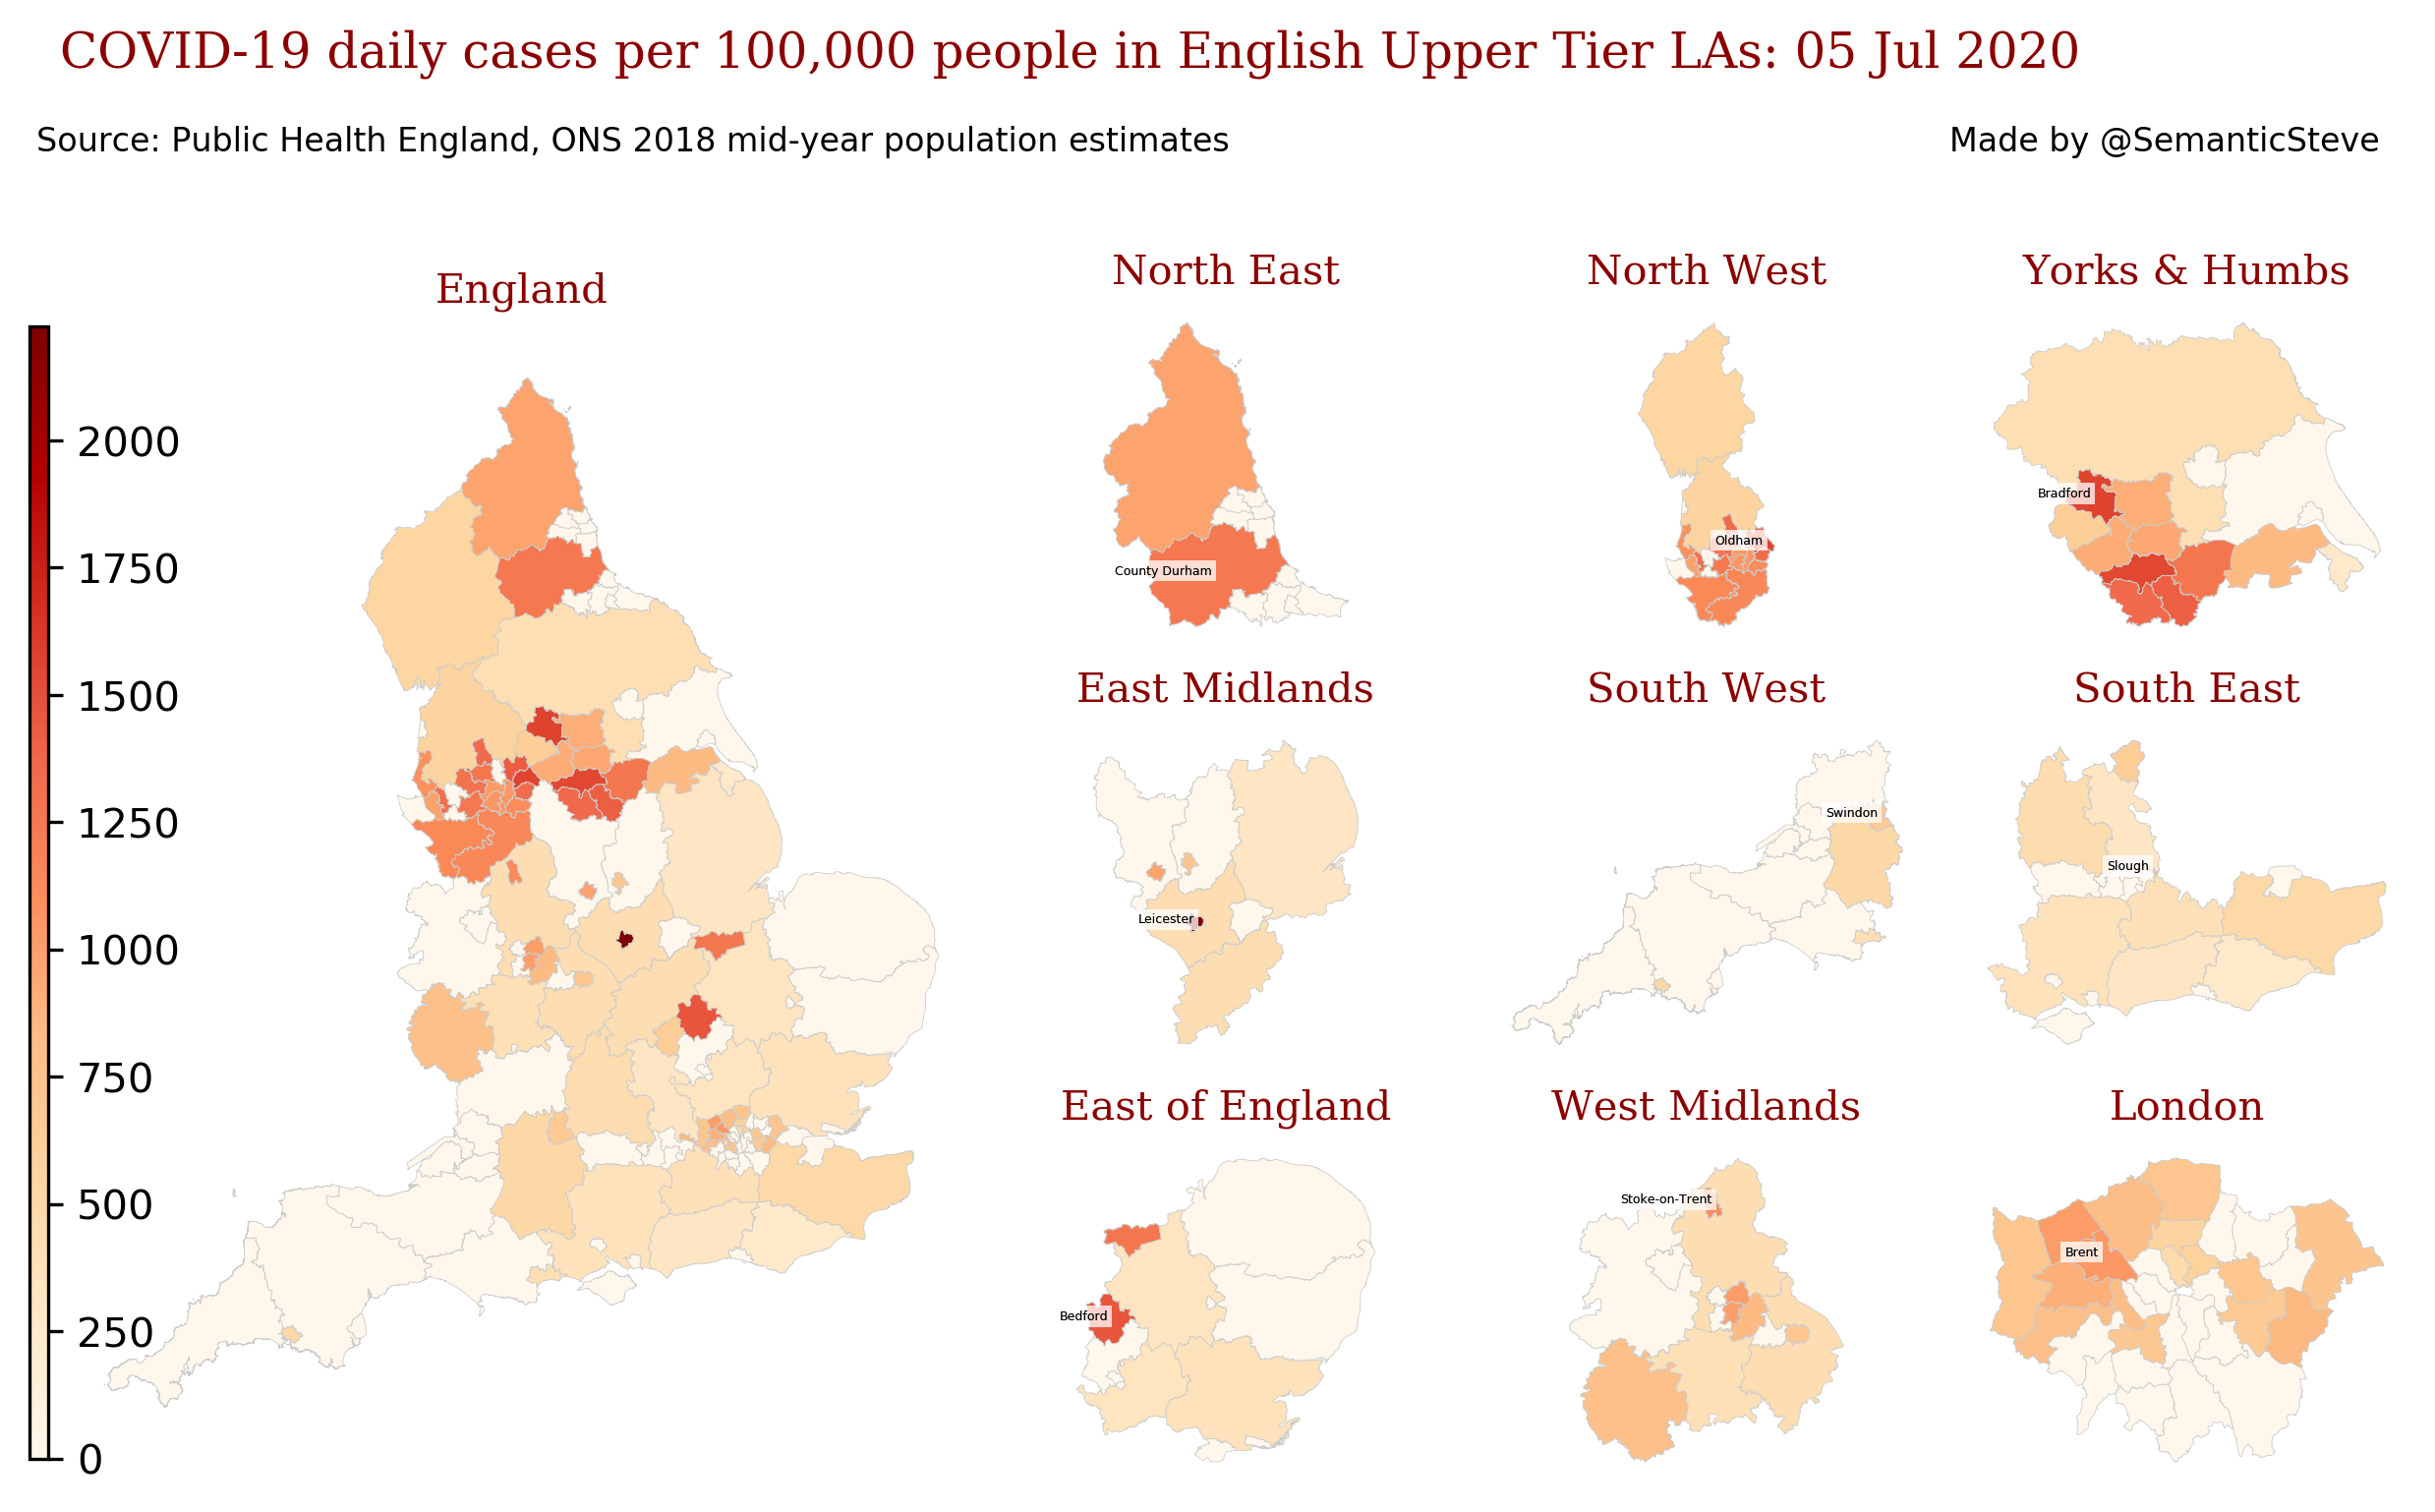 COVID-19 daily cases per 100,000 people in English Upper Tier LAs: 05 Jul 2020
Source: Public Health England, ONS 2018 mid-year population estimates
Made by @SemanticSteve
England
2000
1750
1500
1250
1000
750
500
250
0
North East
County Durham
North West
Oldham
Yorks & Humbs
Bradford
East Midlands
Leicester
South West
Swindon
South East
Slough
East of England
Bedford
West Midlands
Stoke-on-Trent
London
Brent